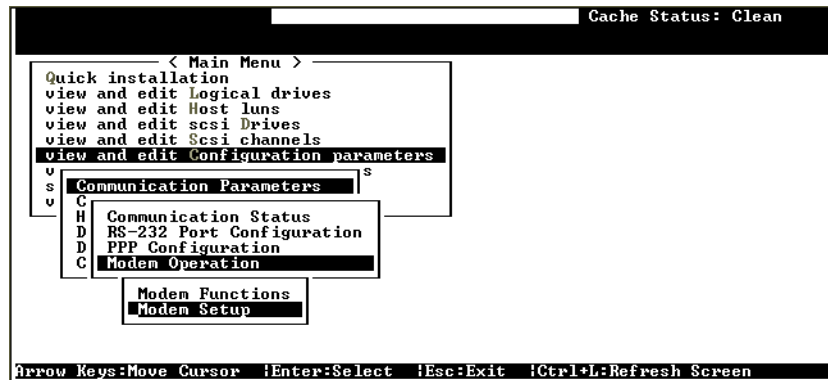 Cache Status: Clean
< Main Menu >
Quick installation
view and edit Logical drives
view and edit Host luns
view and edit scsi Drives
view and edit Scsi channels
view and edit Configuration parameters
v s
s Communication Parameters
v C
H Communication Status
D RS-232 Port Configuration
D PPP Configuration
C Modem Operation
Modem Functions
Modem Setup
Arrow Keys:Move Cursor |Enter:Select |Esc:Exit |Ctrl+L:Refresh Screen